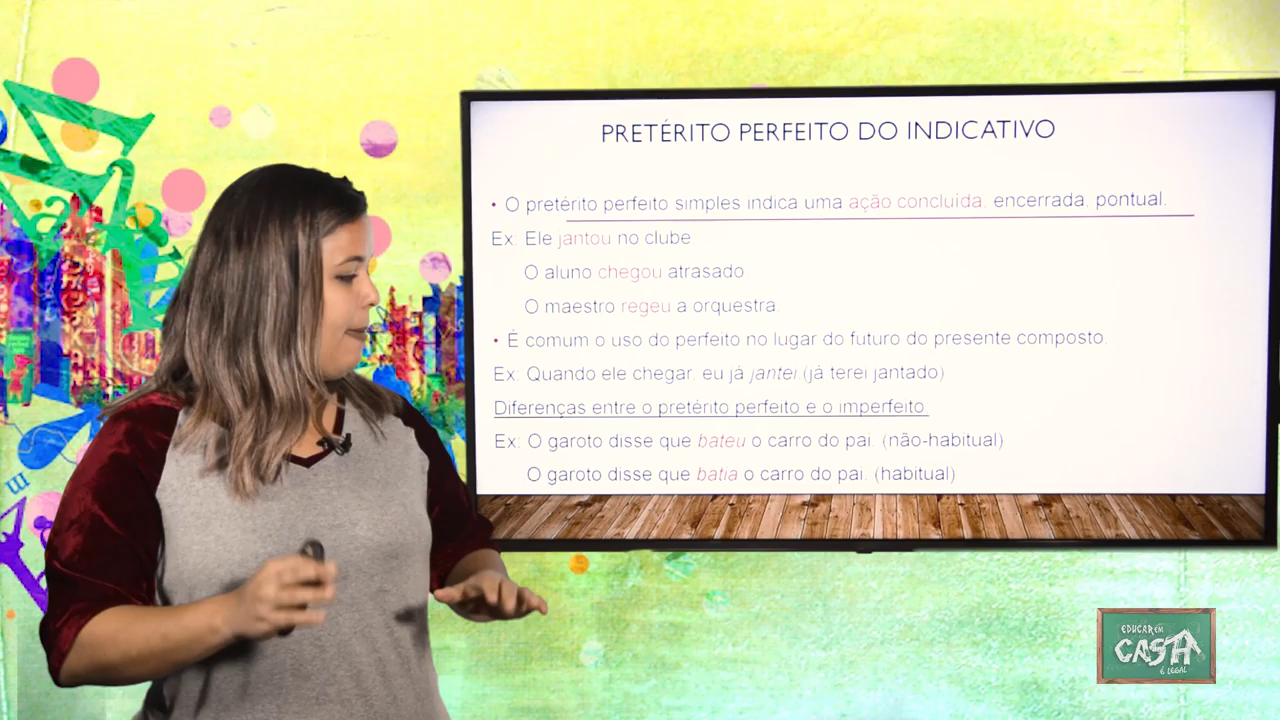 PRETÉRITO PERFEITO DO INDICATIVO
• O pretérito perfeito simples indica uma ação concluída, encerrada, pontual.
Ex: Ele jantou no clube
O aluno chegou atrasado
O maestro regeu a orquestra.
• É comum o uso do perfeito no lugar do futuro do presente composto.
Ex: Quando ele chegar, eu já jantei.(já terei jantado)
Diferenças entre o pretérito perfeito e o imperfeito
Ex: O garoto disse que bateu o carro do pai. (não-habitual)
O garoto disse que batia o carro do pai. (habitual)
EDUCAR EM
CASA
É LEGAL